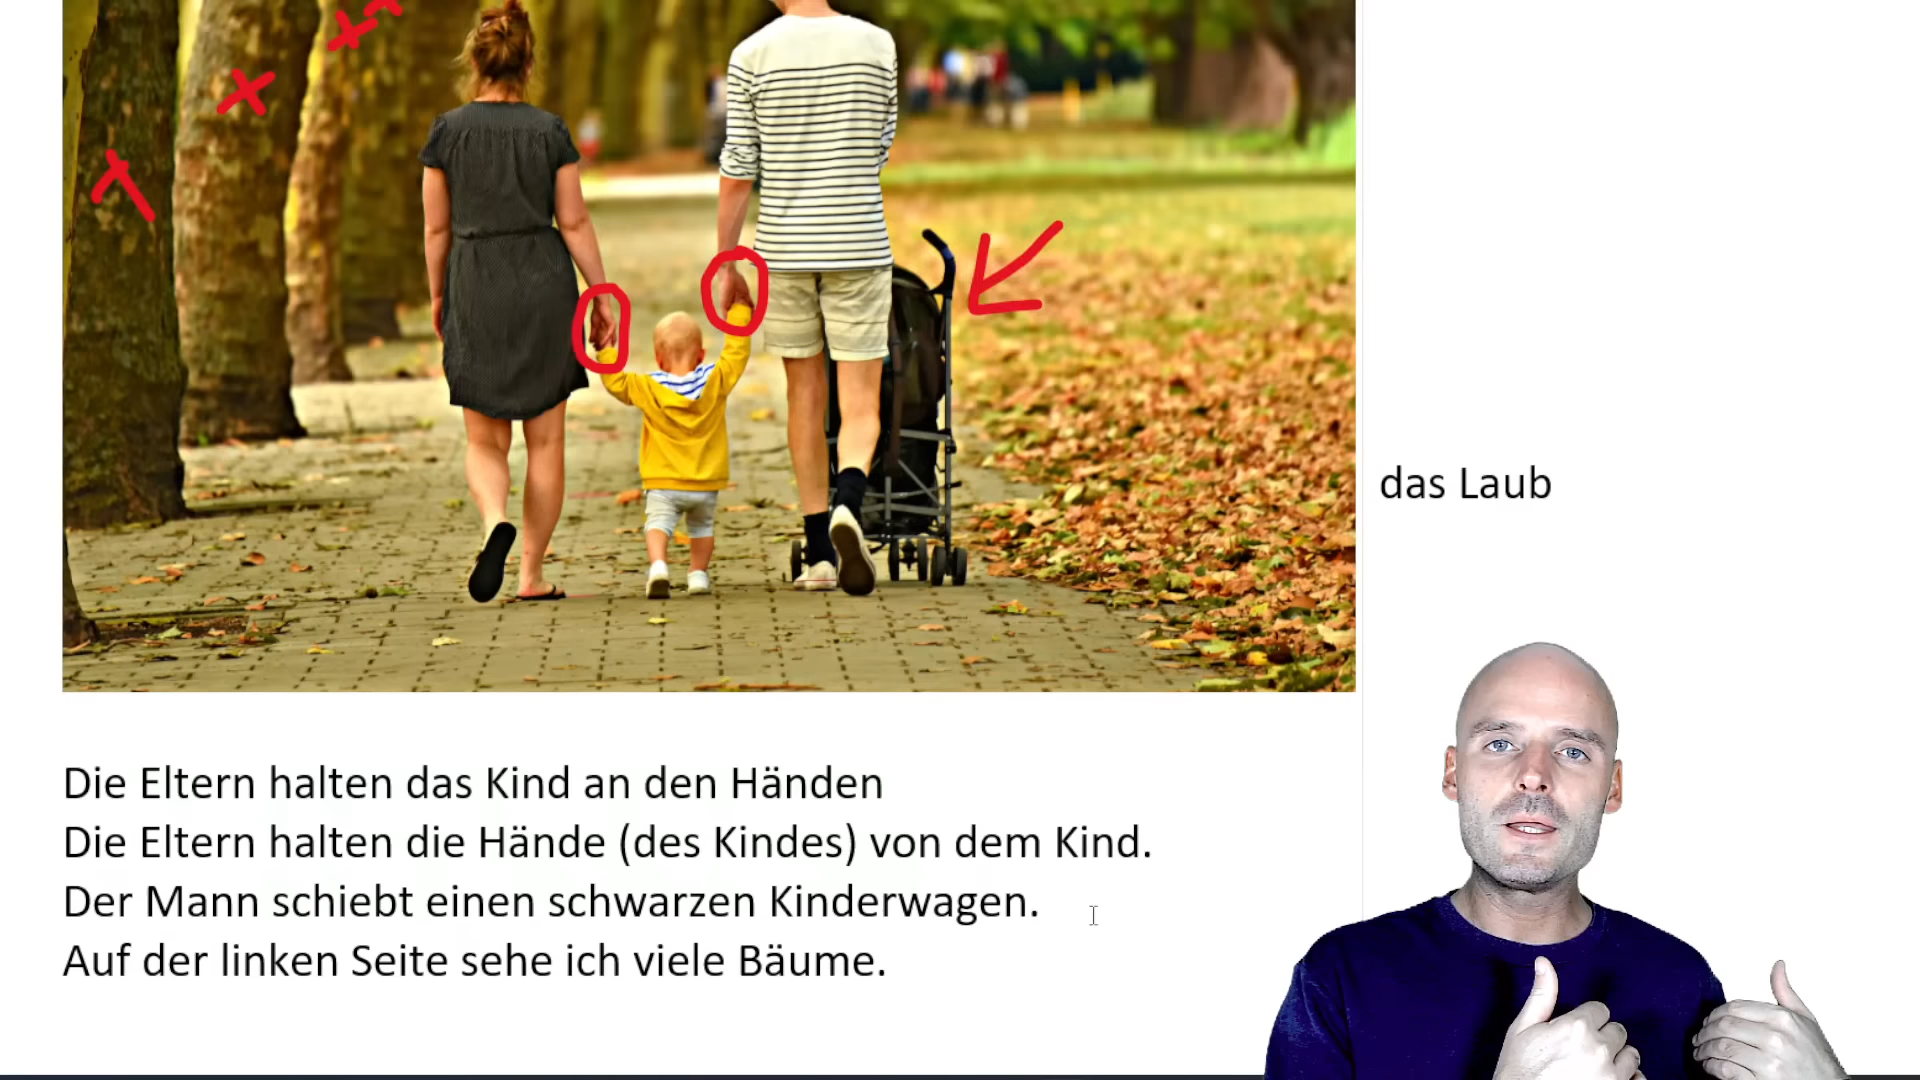 das Laub
Die Eltern halten das Kind an den Händen
Die Eltern halten die Hände (des Kindes) von dem Kind.
Der Mann schiebt einen schwarzen Kinderwagen.
Auf der linken Seite sehe ich viele Bäume.